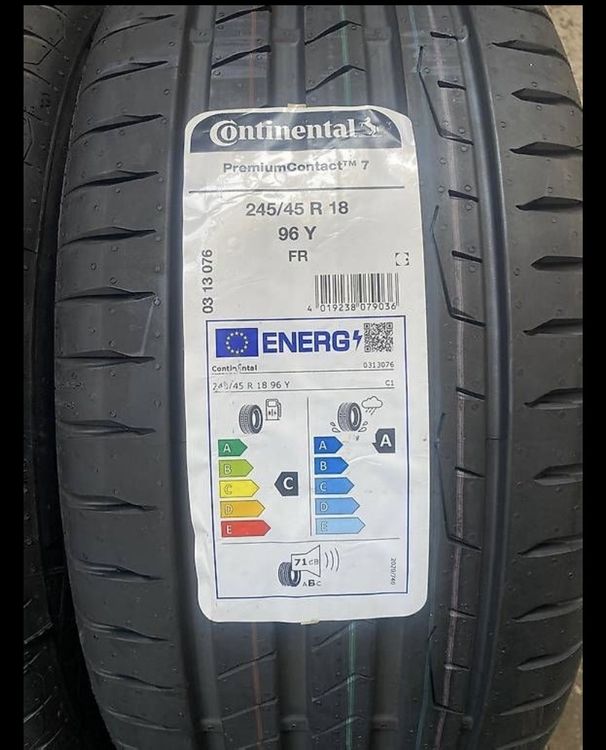 Continental
PremiumContact™ 7
245/45 R 18
96 Y
FR
03 13 076
4 019238 079036
ENERG
Continental 0313076
245/45 R 18 96 Y C1
A
B
C
D
E
C
A
B
C
D
E
A
71 dB
ABC
2020/740